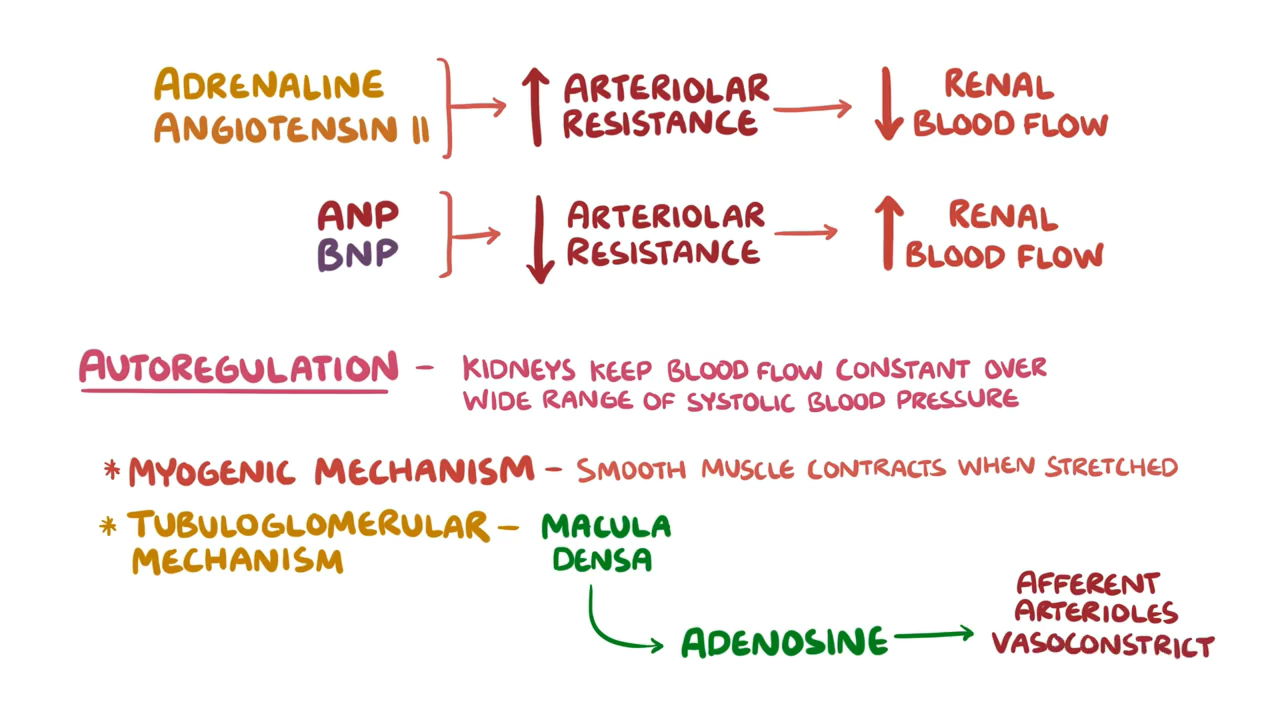 ADRENALINE
ANGIOTENSIN II
↑ ARTERIOLAR
RESISTANCE
↓ RENAL
BLOOD FLOW
ANP
BNP
↓ ARTERIOLAR
RESISTANCE
↑ RENAL
BLOOD FLOW
AUTOREGULATION - KIDNEYS KEEP BLOOD FLOW CONSTANT OVER
WIDE RANGE OF SYSTOLIC BLOOD PRESSURE
* MYOGENIC MECHANISM - SMOOTH MUSCLE CONTRACTS WHEN STRETCHED
* TUBULOGLOMERULAR - MACULA
MECHANISM DENSA
ADENOSINE
AFFERENT
ARTERIOLES
VASOCONSTRICT